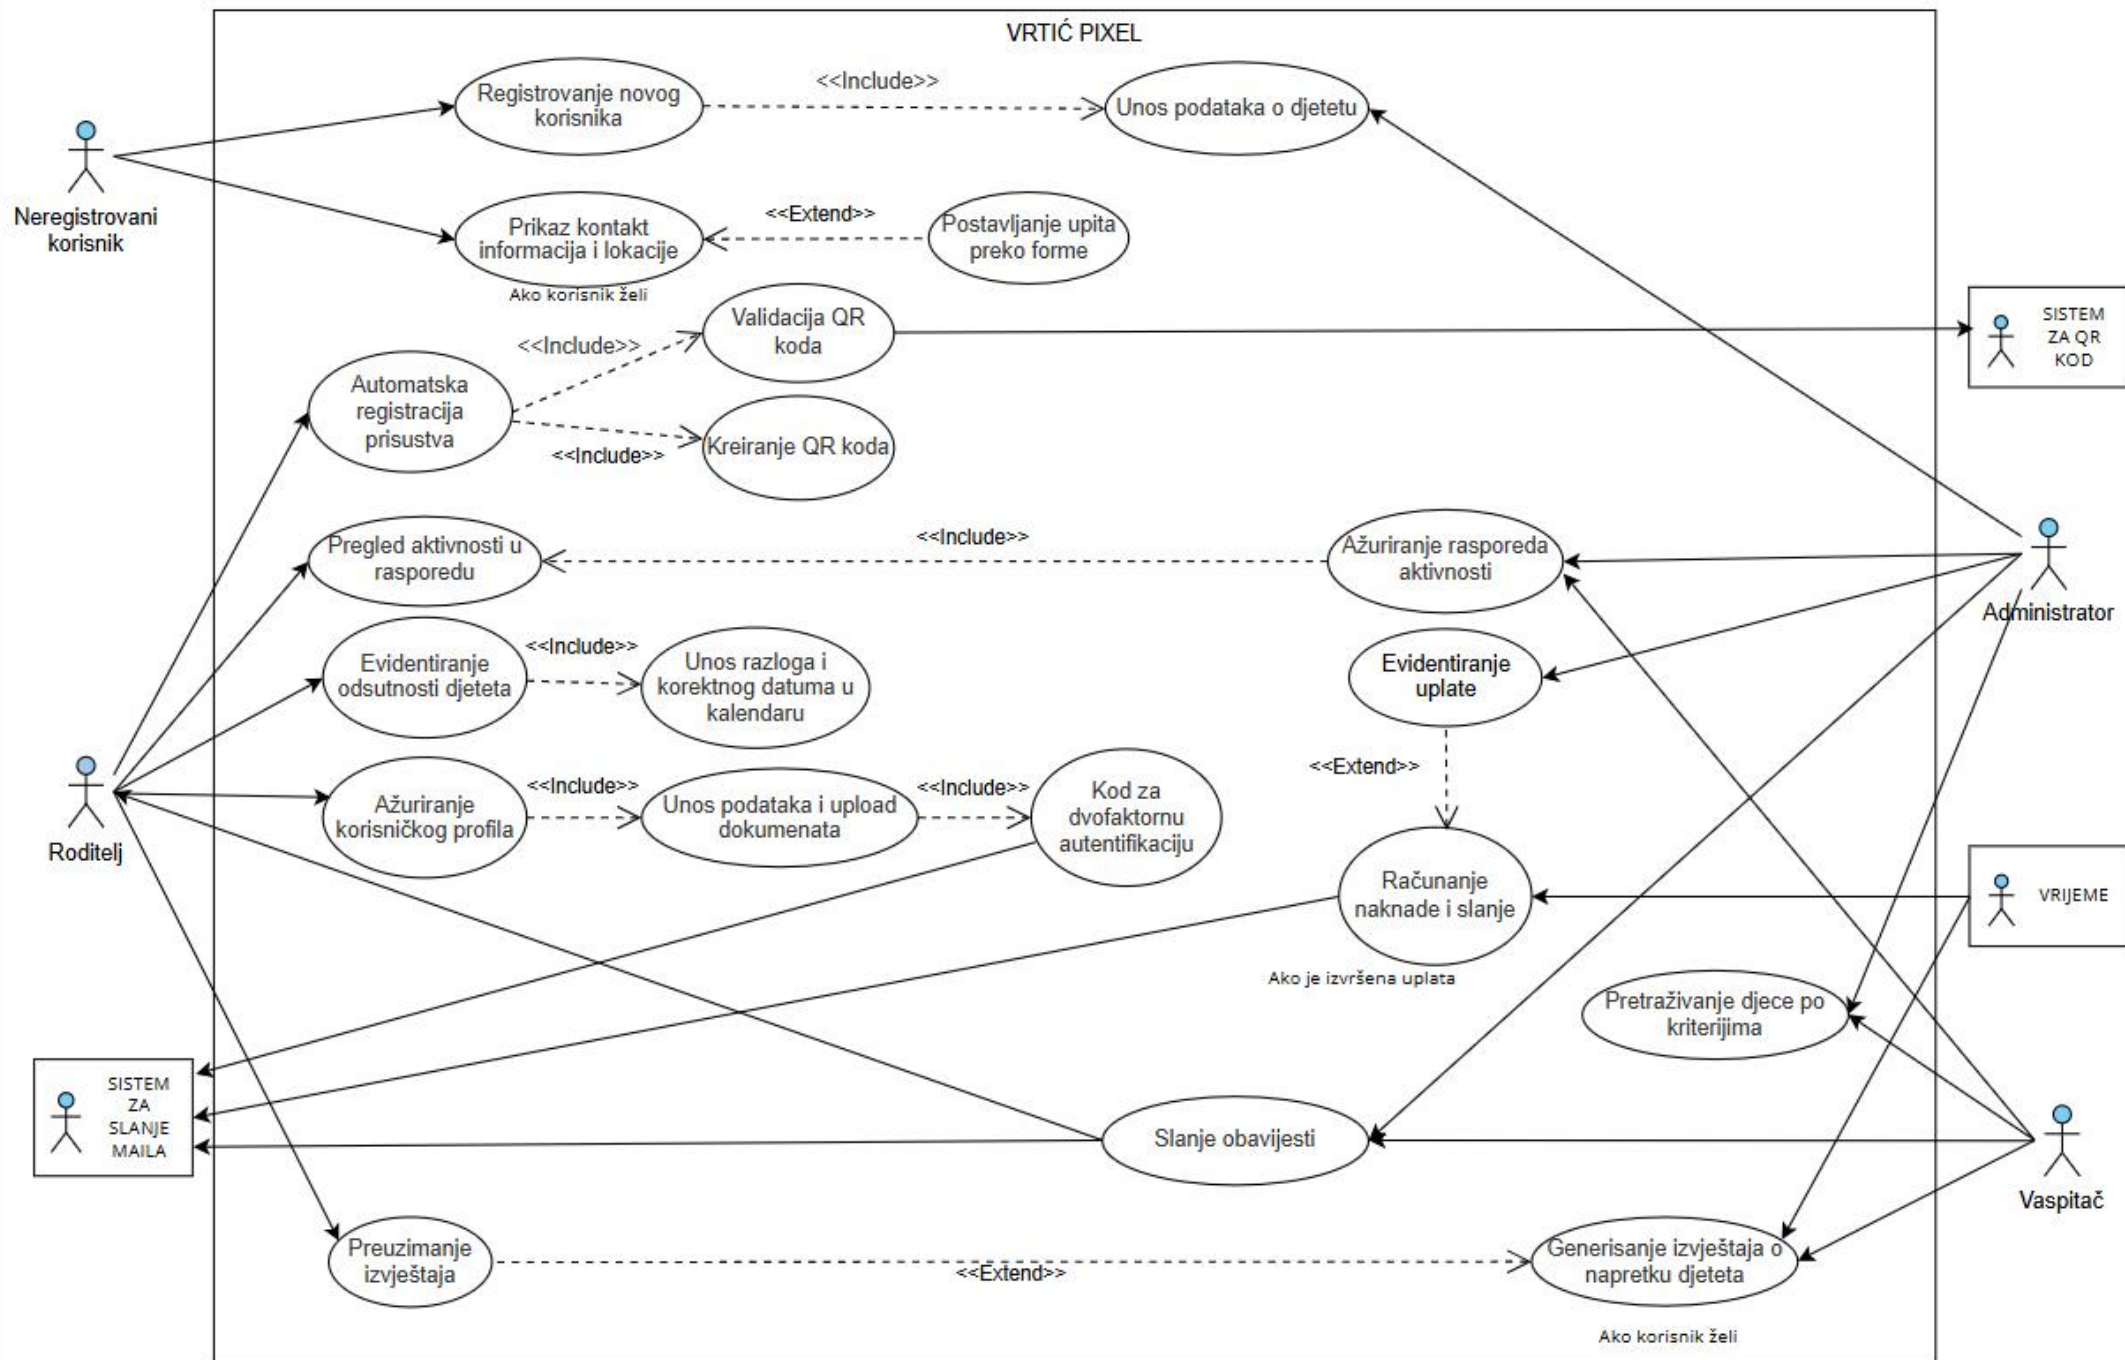 VRTIĆ PIXEL
Registrovanje novog
korisnika
<<Include>>
Unos podataka o djetetu
Neregistrovani
korisnik
Prikaz kontakt
informacija i lokacije
<<Extend>>
Postavljanje upita
preko forme
Ako korisnik želi
Validacija QR
koda
<<Include>>
SISTEM
ZA QR
KOD
Automatska
registracija
prisustva
<<Include>>
Kreiranje QR koda
Pregled aktivnosti u
rasporedu
<<Include>>
Ažuriranje rasporeda
aktivnosti
Administrator
Evidentiranje
odsutnosti djeteta
<<Include>>
Unos razloga i
korektnog datuma u
kalendaru
Evidentiranje
uplate
<<Extend>>
Roditelj
Ažuriranje
korisničkog profila
<<Include>>
Unos podataka i upload
dokumenata
<<Include>>
Kod za
dvofaktornu
autentifikaciju
Računanje
naknade i slanje
VRIJEME
Ako je izvršena uplata
Pretraživanje djece po
kriterijima
SISTEM
ZA
SLANJE
MAILA
Slanje obavijesti
Vaspitač
Preuzimanje
izvještaja
<<Extend>>
Generisanje izvještaja o
napretku djeteta
Ako korisnik želi